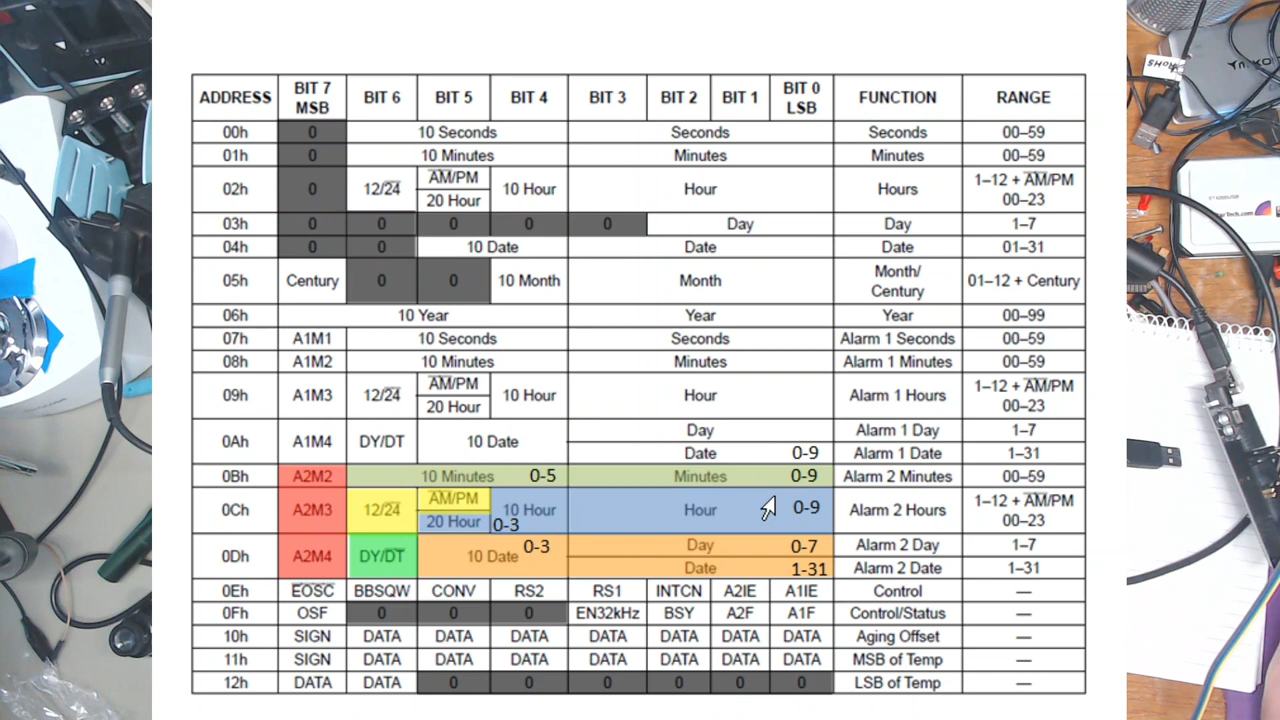 ADDRESS BIT 7 MSB BIT 6 BIT 5 BIT 4 BIT 3 BIT 2 BIT 1 BIT 0 LSB FUNCTION RANGE
00h 0 10 Seconds Seconds Seconds 00–59
01h 0 10 Minutes Minutes Minutes 00–59
02h 0 12/24 AM/PM 20 Hour 10 Hour Hour Hours 1–12 + AM/PM 00–23
03h 0 0 0 0 0 Day Day 1–7
04h 0 0 10 Date Date Date 01–31
05h Century 0 0 10 Month Month Month/ Century 01–12 + Century
06h 10 Year Year Year 00–99
07h A1M1 10 Seconds Seconds Alarm 1 Seconds 00–59
08h A1M2 10 Minutes Minutes Alarm 1 Minutes 00–59
09h A1M3 12/24 AM/PM 20 Hour 10 Hour Hour Alarm 1 Hours 1–12 + AM/PM 00–23
0Ah A1M4 DY/DT 10 Date Day Alarm 1 Day 1–7
Date 0-9 Alarm 1 Date 1–31
0Bh A2M2 10 Minutes 0-5 Minutes 0-9 Alarm 2 Minutes 00–59
0Ch A2M3 12/24 AM/PM 20 Hour 10 Hour 0-3 Hour 0-9 Alarm 2 Hours 1–12 + AM/PM 00–23
0Dh A2M4 DY/DT 10 Date 0-3 Day 0-7 Alarm 2 Day 1–7
Date 1-31 Alarm 2 Date 1–31
0Eh EOSC BBSQW CONV RS2 RS1 INTCN A2IE A1IE Control —
0Fh OSF 0 0 0 EN32kHz BSY A2F A1F Control/Status —
10h SIGN DATA DATA DATA DATA DATA DATA DATA Aging Offset —
11h SIGN DATA DATA DATA DATA DATA DATA DATA MSB of Temp —
12h DATA DATA 0 0 0 0 0 0 LSB of Temp —
RoHS